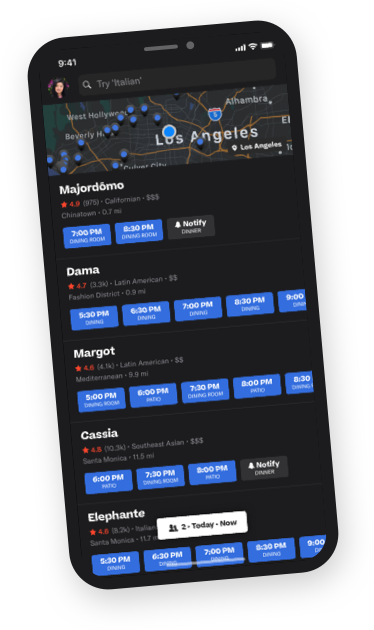 9:41
Try 'Italian'
West Hollywood
Alhambra
Beverly H
5
Los Angeles
El
Los Angeles
Culver City
Majordōmo
4.9 (975) • Californian • $$$
Chinatown • 0.7 mi
7:00 PM 8:30 PM Notify
DINING ROOM DINING ROOM DINNER
Dama
4.7 (3.3k) • Latin American • $$
Fashion District • 0.9 mi
5:30 PM 6:30 PM 7:00 PM 8:30 PM 9:00
DINING DINING DINING DINING DININ
Margot
4.6 (4.1k) • Latin American • $$
Mediterranean • 9.9 mi
5:00 PM 6:00 PM 7:30 PM 8:00 PM 8:30
DINING ROOM PATIO DINING ROOM PATIO DINING
Cassia
4.8 (10.3k) • Southeast Asian • $$$
Santa Monica • 11.5 mi
6:00 PM 7:30 PM 8:00 PM Notify
PATIO DINING ROOM PATIO DINNER
Elephante
4.6 (8.2k) • Italian
Santa Monica • 11.7 m
2 • Today • Now
5:30 PM 6:30 PM 7:00 PM 8:30 PM 9:00
DINING DINING DINING DINING DINING